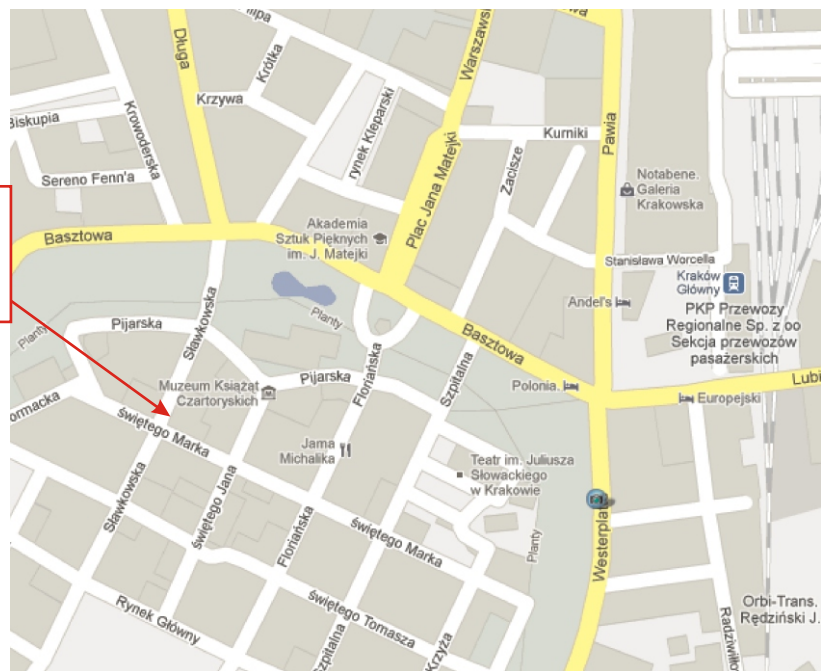 Długa
Krótka
Warszawska
Krzywa
Biskupia
Krowoderska
rynek Kleparski
Kurniki
Pawia
Sereno Fenn'a
Zacisze
Notabene.
Galeria
Krakowska
Akademia
Sztuk Pięknych
im. J. Matejki
Plac Jana Matejki
Basztowa
Stanisława Worcella
Kraków
Główny
Planty
Andel's
PKP Przewozy
Regionalne Sp. z oo
Sekcja przewozów
pasażerskich
Pijarska
Sławkowska
Planty
Basztowa
Floriańska
Szpitalna
Pijarska
Muzeum Książąt
Czartoryskich
Polonia.
Europejski
świętego Marka
Jama
Michalika
Teatr im. Juliusza
Słowackiego
w Krakowie
Sławkowska
świętego Jana
Floriańska
świętego Marka
Planty
Rynek Główny
świętego Tomasza
Szpitalna
Krzyża
Orbi-Trans.
Rędziński J.